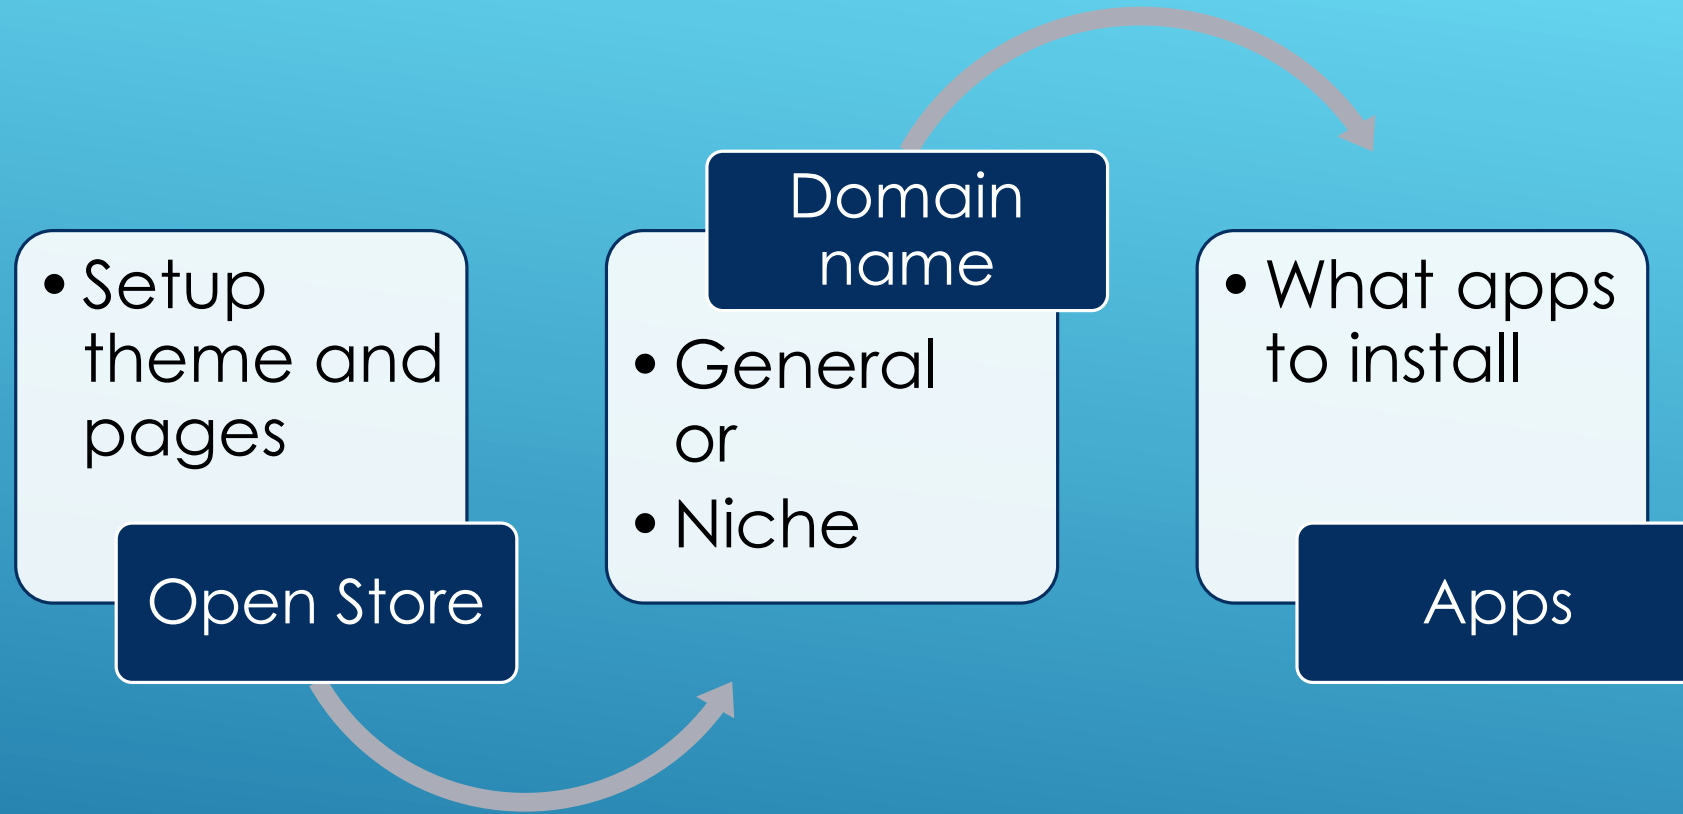 • Setup
theme and
pages
Open Store
Domain
name
• General
or
• Niche
• What apps
to install
Apps